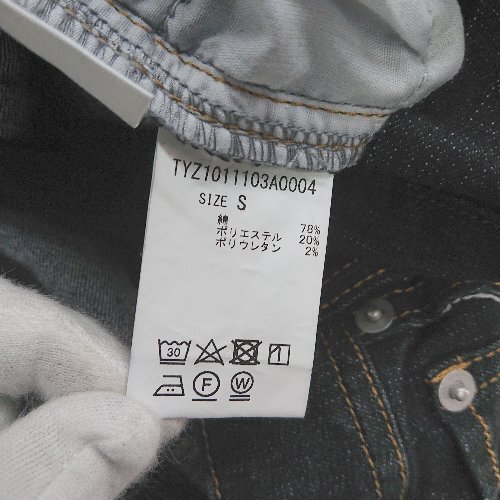 TYZ1011103A0004
SIZE S
綿 78%
ポリエステル 20%
ポリウレタン 2%
30
F W